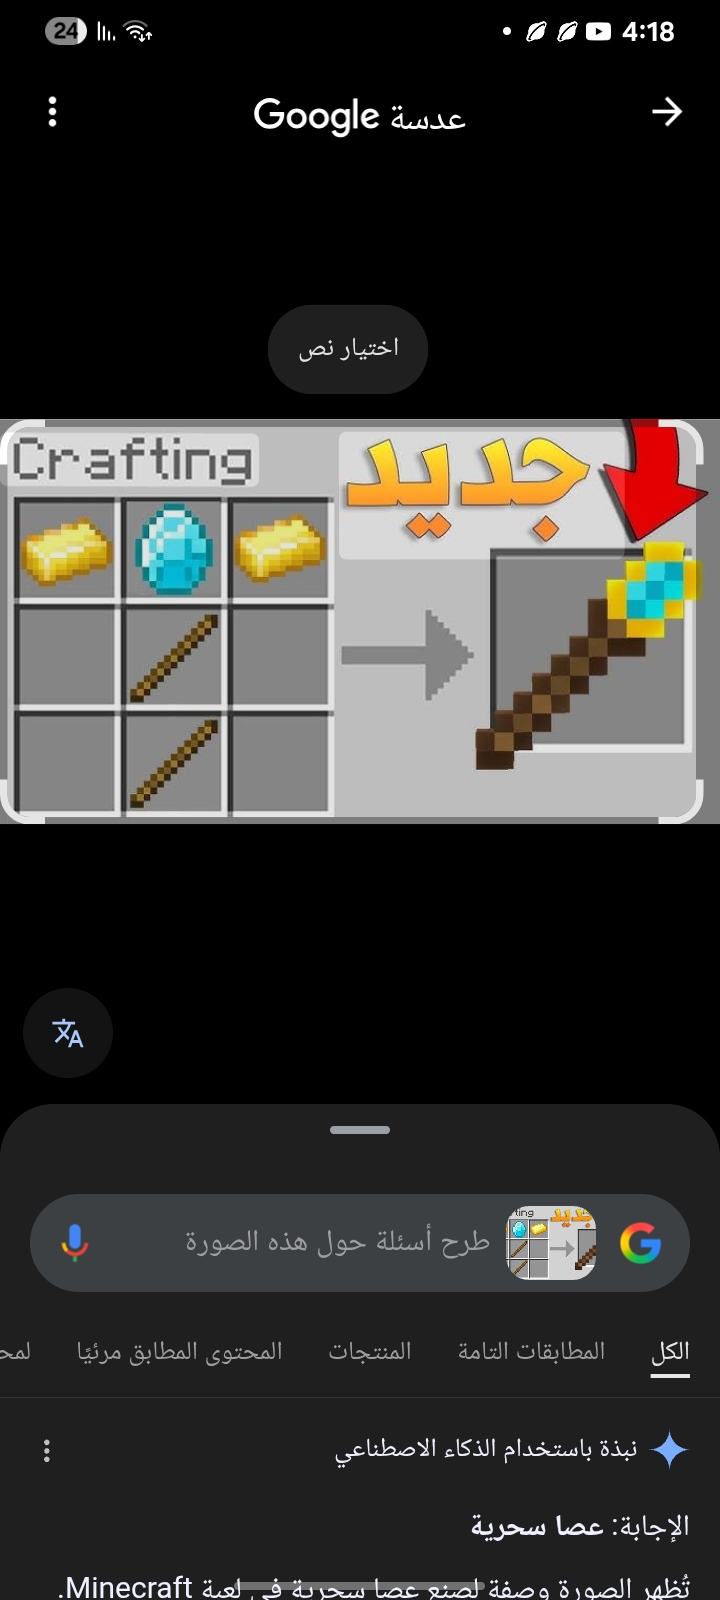 24
4:18
عدسة Google
اختيار نص
Crafting
جديد
طرح أسئلة حول هذه الصورة
الكل
المطابقات التامة
المنتجات
المحتوى المطابق مرئيًا
لمح
نبذة باستخدام الذكاء الاصطناعي
الإجابة: عصا سحرية
تُظهر الصورة وصفة لصنع عصا سحرية في لعبة Minecraft.